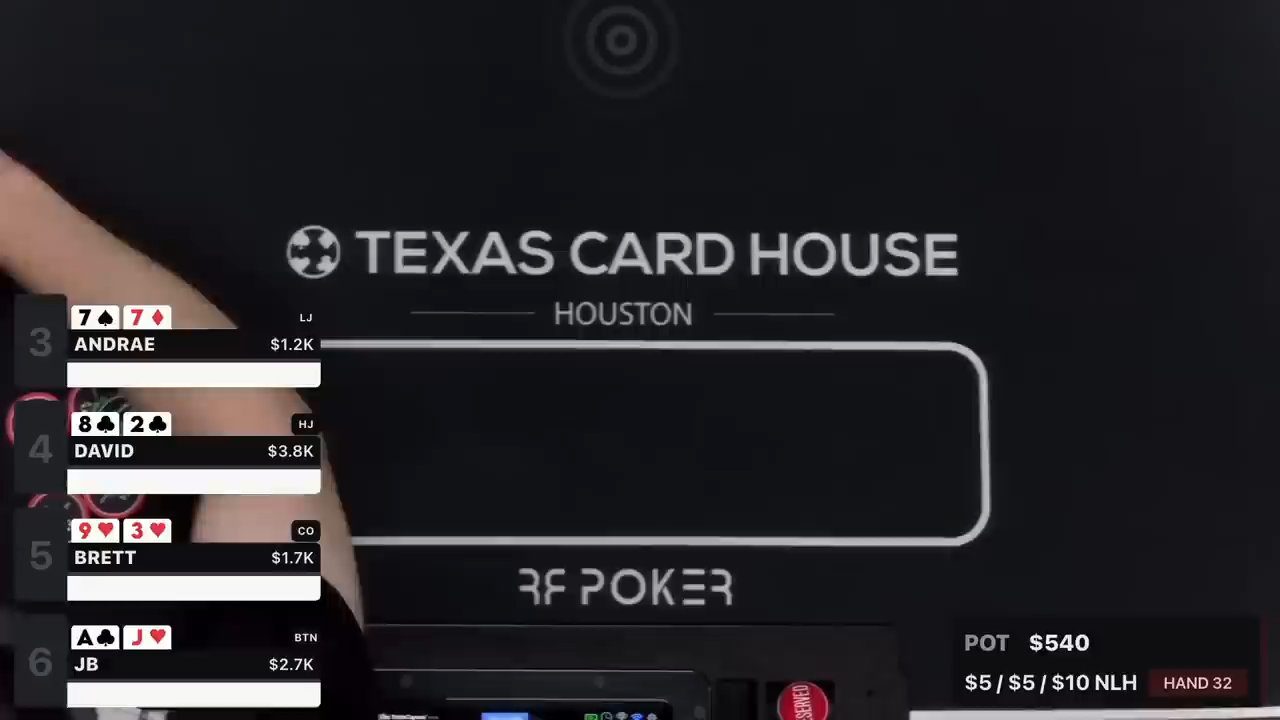 TEXAS CARD HOUSE
HOUSTON
3
7♠ 7♦
LJ
ANDRAE
$1.2K
4
8♣ 2♣
HJ
DAVID
$3.8K
5
9♥ 3♥
CO
BRETT
$1.7K
6
A♣ J♥
BTN
JB
$2.7K
RF POKER
POT $540
$5 / $5 / $10 NLH
HAND 32